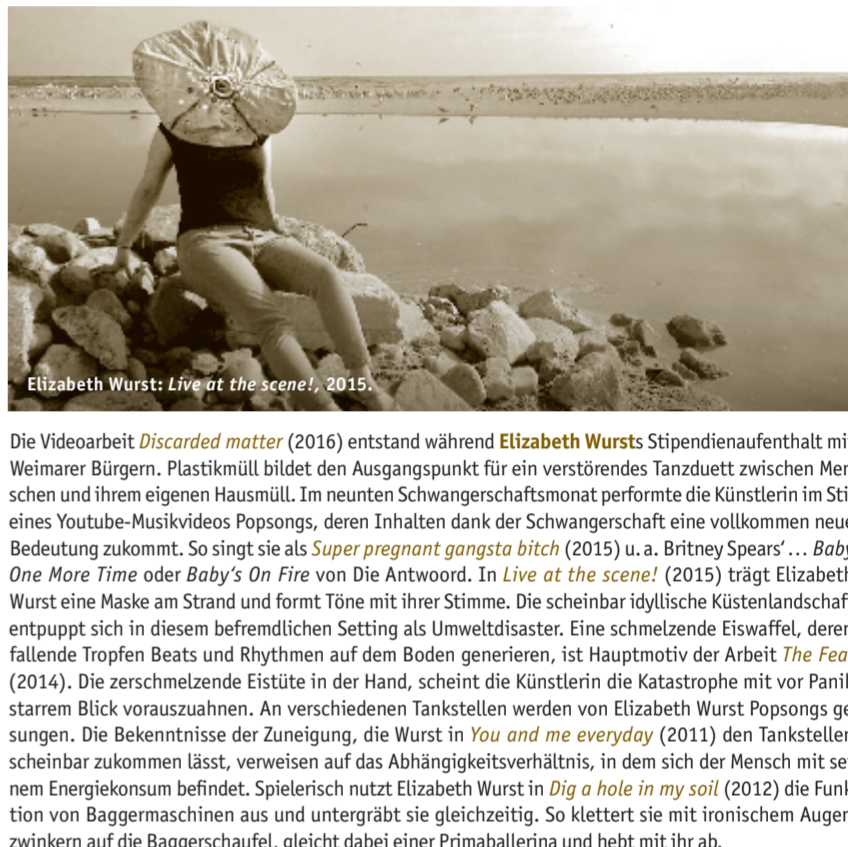 Elizabeth Wurst: Live at the scene!, 2015.
Die Videoarbeit Discarded matter (2016) entstand während Elizabeth Wursts Stipendienaufenthalt mi
Weimarer Bürgern. Plastikmüll bildet den Ausgangspunkt für ein verstörendes Tanzduett zwischen Men
schen und ihrem eigenen Hausmüll. Im neunten Schwangerschaftsmonat performte die Künstlerin im Sti
eines Youtube-Musikvideos Popsongs, deren Inhalten dank der Schwangerschaft eine vollkommen neue
Bedeutung zukommt. So singt sie als Super pregnant gangsta bitch (2015) u. a. Britney Spears‘ … Baby
One More Time oder Baby‘s On Fire von Die Antwoord. In Live at the scene! (2015) trägt Elizabeth
Wurst eine Maske am Strand und formt Töne mit ihrer Stimme. Die scheinbar idyllische Küstenlandschaf
entpuppt sich in diesem befremdlichen Setting als Umweltdisaster. Eine schmelzende Eiswaffel, deren
fallende Tropfen Beats und Rhythmen auf dem Boden generieren, ist Hauptmotiv der Arbeit The Fea
(2014). Die zerschmelzende Eistüte in der Hand, scheint die Künstlerin die Katastrophe mit vor Panik
starrem Blick vorauszuahnen. An verschiedenen Tankstellen werden von Elizabeth Wurst Popsongs ge
sungen. Die Bekenntnisse der Zuneigung, die Wurst in You and me everyday (2011) den Tankstellen
scheinbar zukommen lässt, verweisen auf das Abhängigkeitsverhältnis, in dem sich der Mensch mit sei
nem Energiekonsum befindet. Spielerisch nutzt Elizabeth Wurst in Dig a hole in my soil (2012) die Funk
tion von Baggermaschinen aus und untergräbt sie gleichzeitig. So klettert sie mit ironischem Augen
zwinkern auf die Baggerschaufel, gleicht dabei einer Primaballerina und hebt mit ihr ab.